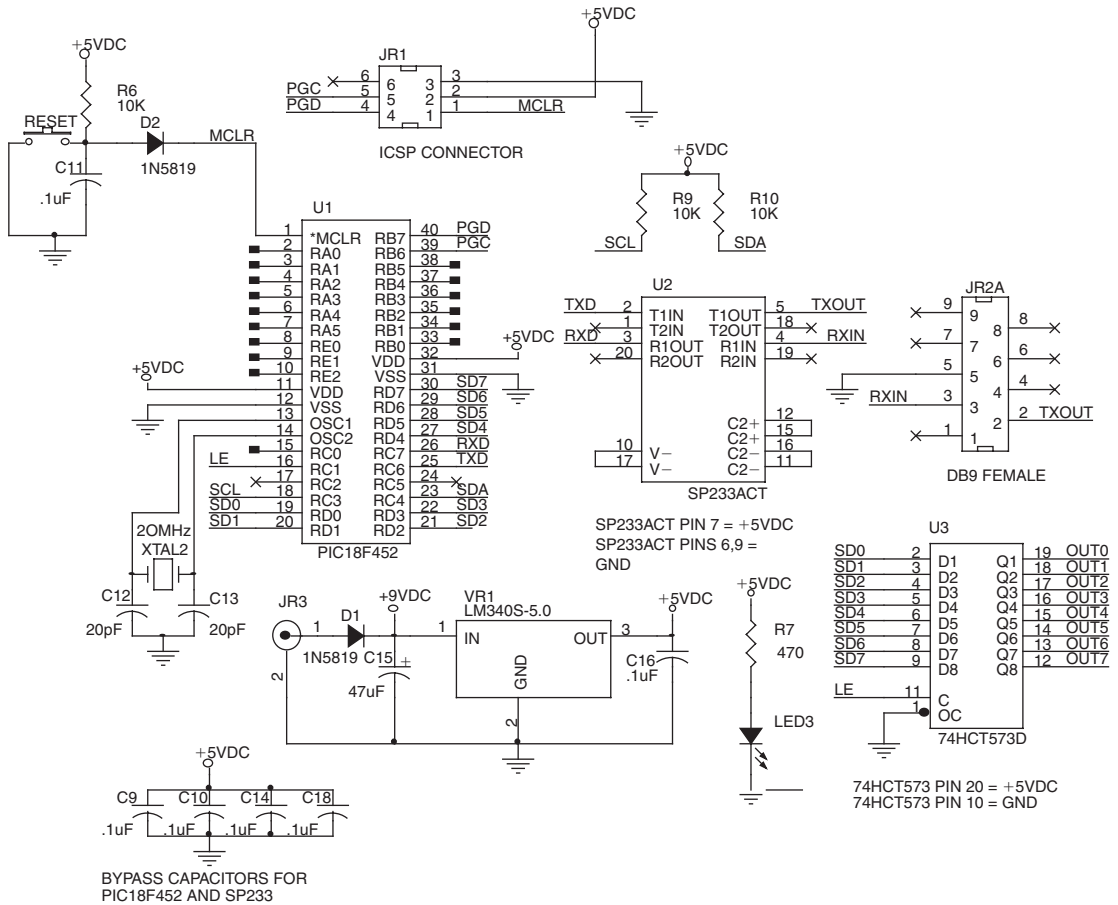 +5VDC
R6
10K
RESET
D2
MCLR
C11
.1uF
1N5819
JR1
PGC
PGD
6 6 3 3
5 5 2 2
4 4 1 1
MCLR
ICSP CONNECTOR
+5VDC
+5VDC
R9
10K
R10
10K
SCL
SDA
U1
1 *MCLR RB7 40 PGD
2 RA0 RB6 39 PGC
3 RA1 RB5 38
4 RA2 RB4 37
5 RA3 RB3 36
6 RA4 RB2 35
7 RA5 RB1 34
8 RE0 RB0 33
9 RE1 VDD 32 +5VDC
10 RE2 VSS 31
+5VDC 11 VDD RD7 30 SD7
12 VSS RD6 29 SD6
13 OSC1 RD5 28 SD5
14 OSC2 RD4 27 SD4
15 RC0 RC7 26 RXD
LE 16 RC1 RC6 25 TXD
17 RC2 RC5 24
SCL 18 RC3 RC4 23 SDA
SD0 19 RD0 RD3 22 SD3
SD1 20 RD1 RD2 21 SD2
PIC18F452
2OMHz
XTAL2
C12
20pF
C13
20pF
U2
TXD 2 T1IN T1OUT 5 TXOUT
1 T2IN T2OUT 18
RXD 3 R1OUT R1IN 4 RXIN
20 R2OUT R2IN 19
C2+ 12
C2+ 15
10 V− C2− 16
17 V− C2− 11
SP233ACT
SP233ACT PIN 7 = +5VDC
SP233ACT PINS 6,9 =
GND
JR2A
9 9
8 8
7 7
6 6
5 5
4 4
RXIN 3 3
2 2 TXOUT
1 1
DB9 FEMALE
U3
SD0 2 D1 Q1 19 OUT0
SD1 3 D2 Q2 18 OUT1
SD2 4 D3 Q3 17 OUT2
SD3 5 D4 Q4 16 OUT3
SD4 6 D5 Q5 15 OUT4
SD5 7 D6 Q6 14 OUT5
SD6 8 D7 Q7 13 OUT6
SD7 9 D8 Q8 12 OUT7
LE 11 C
1 OC
74HCT573D
74HCT573 PIN 20 = +5VDC
74HCT573 PIN 10 = GND
JR3
1
2
D1
1N5819
+9VDC
C15
+
47uF
VR1
LM340S-5.0
1 IN OUT 3
GND
2
+5VDC
C16
.1uF
+5VDC
R7
470
LED3
+5VDC
C9 C10 C14 C18
.1uF .1uF .1uF .1uF
BYPASS CAPACITORS FOR
PIC18F452 AND SP233